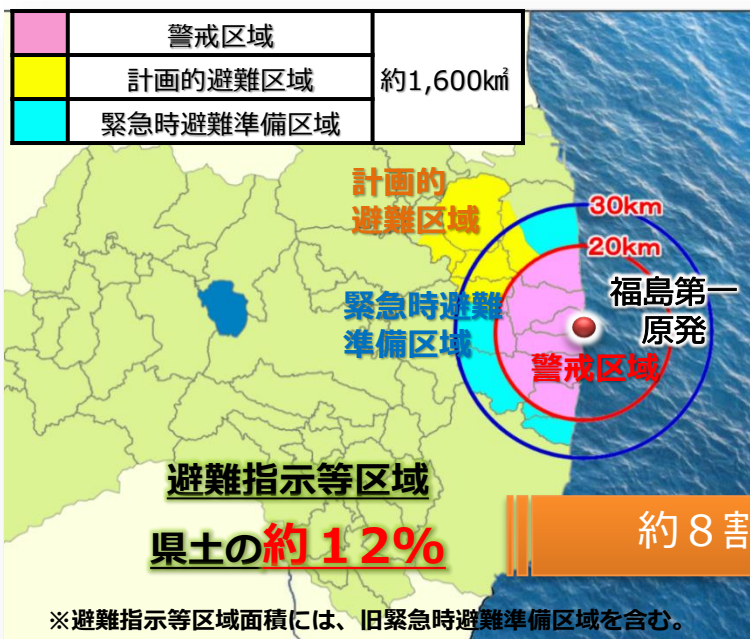 警戒区域
計画的避難区域
約1,600㎢
緊急時避難準備区域
計画的
避難区域
30km
20km
福島第一
原発
緊急時避難
準備区域
警戒区域
避難指示等区域
県土の約１２%
約８割
※避難指示等区域面積には、旧緊急時避難準備区域を含む。